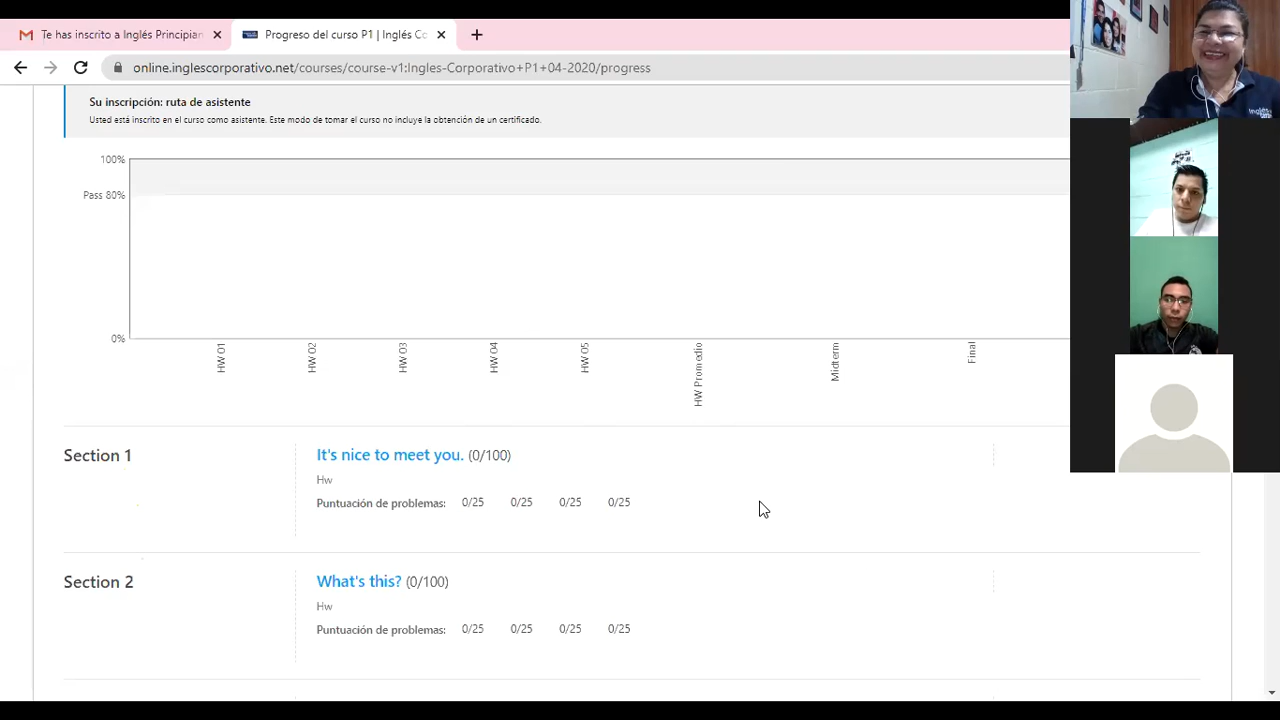 Te has inscrito a Inglés Principian
Progreso del curso P1 | Inglés Co
online.inglescorporativo.net/courses/course-v1:Ingles-Corporativo+P1+04-2020/progress
Su inscripción: ruta de asistente
Usted está inscrito en el curso como asistente. Este modo de tomar el curso no incluye la obtención de un certificado.
100%
Pass 80%
0%
HW 01
HW 02
HW 03
HW 04
HW 05
HW Promedio
Midterm
Final
Section 1
It's nice to meet you. (0/100)
Hw
Puntuación de problemas: 0/25 0/25 0/25 0/25
Section 2
What's this? (0/100)
Hw
Puntuación de problemas: 0/25 0/25 0/25 0/25